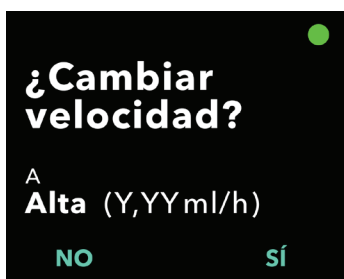 ¿Cambiar
velocidad?
A
Alta (Y,YY ml/h)
NO SÍ